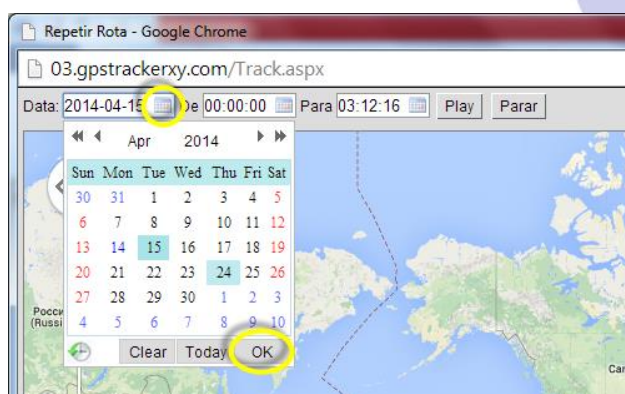 Repetir Rota - Google Chrome
03.gpstrackerxy.com/Track.aspx
Data: 2014-04-15 De 00:00:00 Para 03:12:16 Play Parar
Apr 2014
Sun Mon Tue Wed Thu Fri Sat
30 31 1 2 3 4 5
6 7 8 9 10 11 12
13 14 15 16 17 18 19
20 21 22 23 24 25 26
27 28 29 30 1 2 3
4 5 6 7 8 9 10
Clear Today OK
(Russi
Car